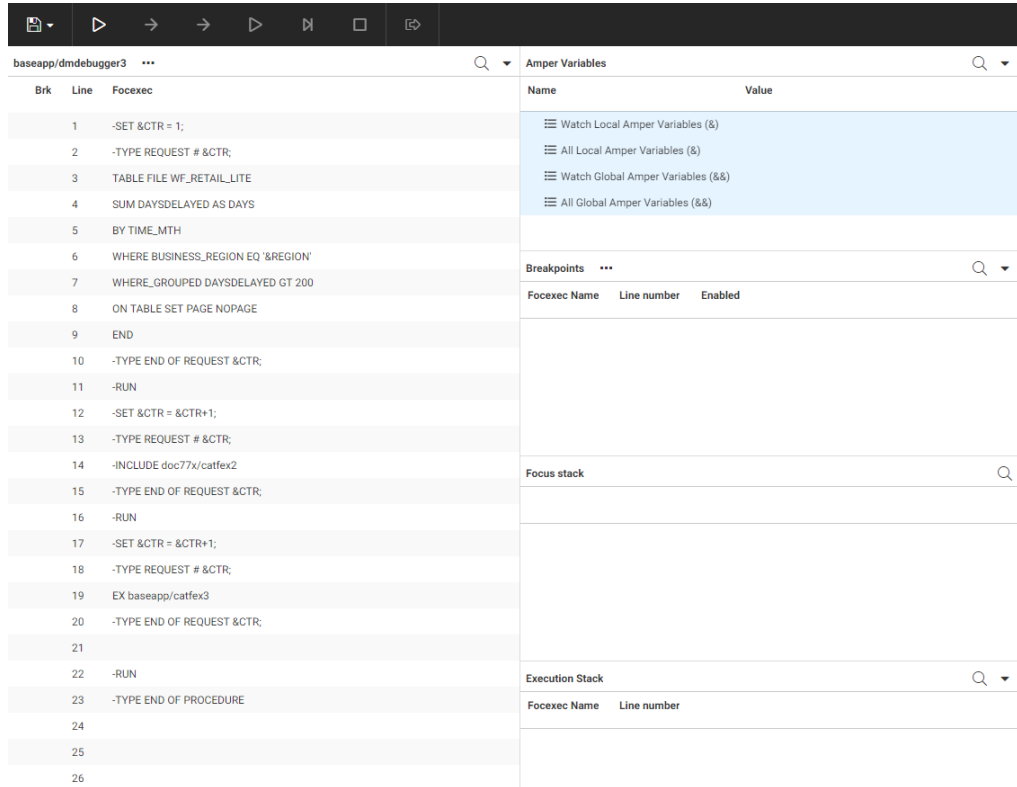 baseapp/dmdebugger3 •••
Brk Line Focexec
1 -SET &CTR = 1;
2 -TYPE REQUEST # &CTR;
3 TABLE FILE WF_RETAIL_LITE
4 SUM DAYSDELAYED AS DAYS
5 BY TIME_MTH
6 WHERE BUSINESS_REGION EQ '&REGION'
7 WHERE_GROUPED DAYSDELAYED GT 200
8 ON TABLE SET PAGE NOPAGE
9 END
10 -TYPE END OF REQUEST &CTR;
11 -RUN
12 -SET &CTR = &CTR+1;
13 -TYPE REQUEST # &CTR;
14 -INCLUDE doc77x/catfex2
15 -TYPE END OF REQUEST &CTR;
16 -RUN
17 -SET &CTR = &CTR+1;
18 -TYPE REQUEST # &CTR;
19 EX baseapp/catfex3
20 -TYPE END OF REQUEST &CTR;
21
22 -RUN
23 -TYPE END OF PROCEDURE
24
25
26
Amper Variables
Name Value
Watch Local Amper Variables (&)
All Local Amper Variables (&)
Watch Global Amper Variables (&&)
All Global Amper Variables (&&)
Breakpoints •••
Focexec Name Line number Enabled
Focus stack
Execution Stack
Focexec Name Line number